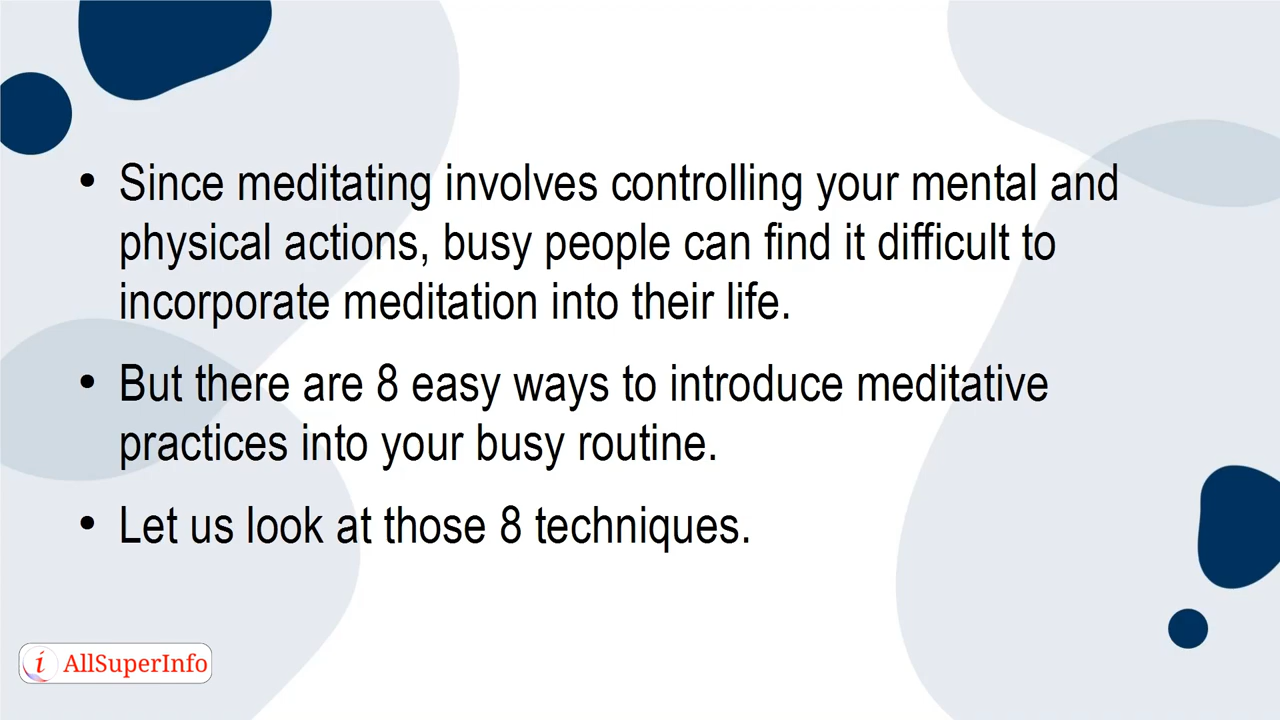 • Since meditating involves controlling your mental and
physical actions, busy people can find it difficult to
incorporate meditation into their life.
• But there are 8 easy ways to introduce meditative
practices into your busy routine.
• Let us look at those 8 techniques.
i AllSuperInfo